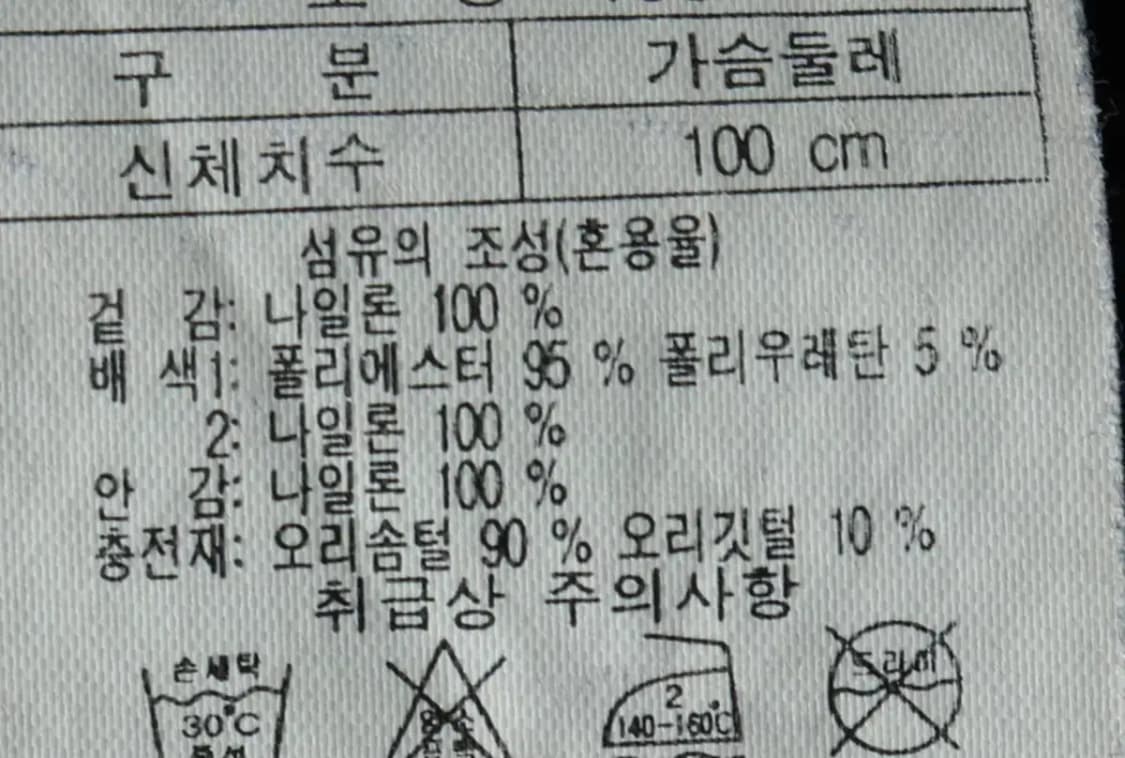 구 분 가슴둘레
신체치수 100 cm
섬유의 조성(혼용율)
겉 감: 나일론 100 %
배 색1: 폴리에스터 95 % 폴리우레탄 5 %
2: 나일론 100 %
안 감: 나일론 100 %
충전재: 오리솜털 90 % 오리깃털 10 %
취급상 주의사항
손세탁
30°C
2
140-160°C
드라이